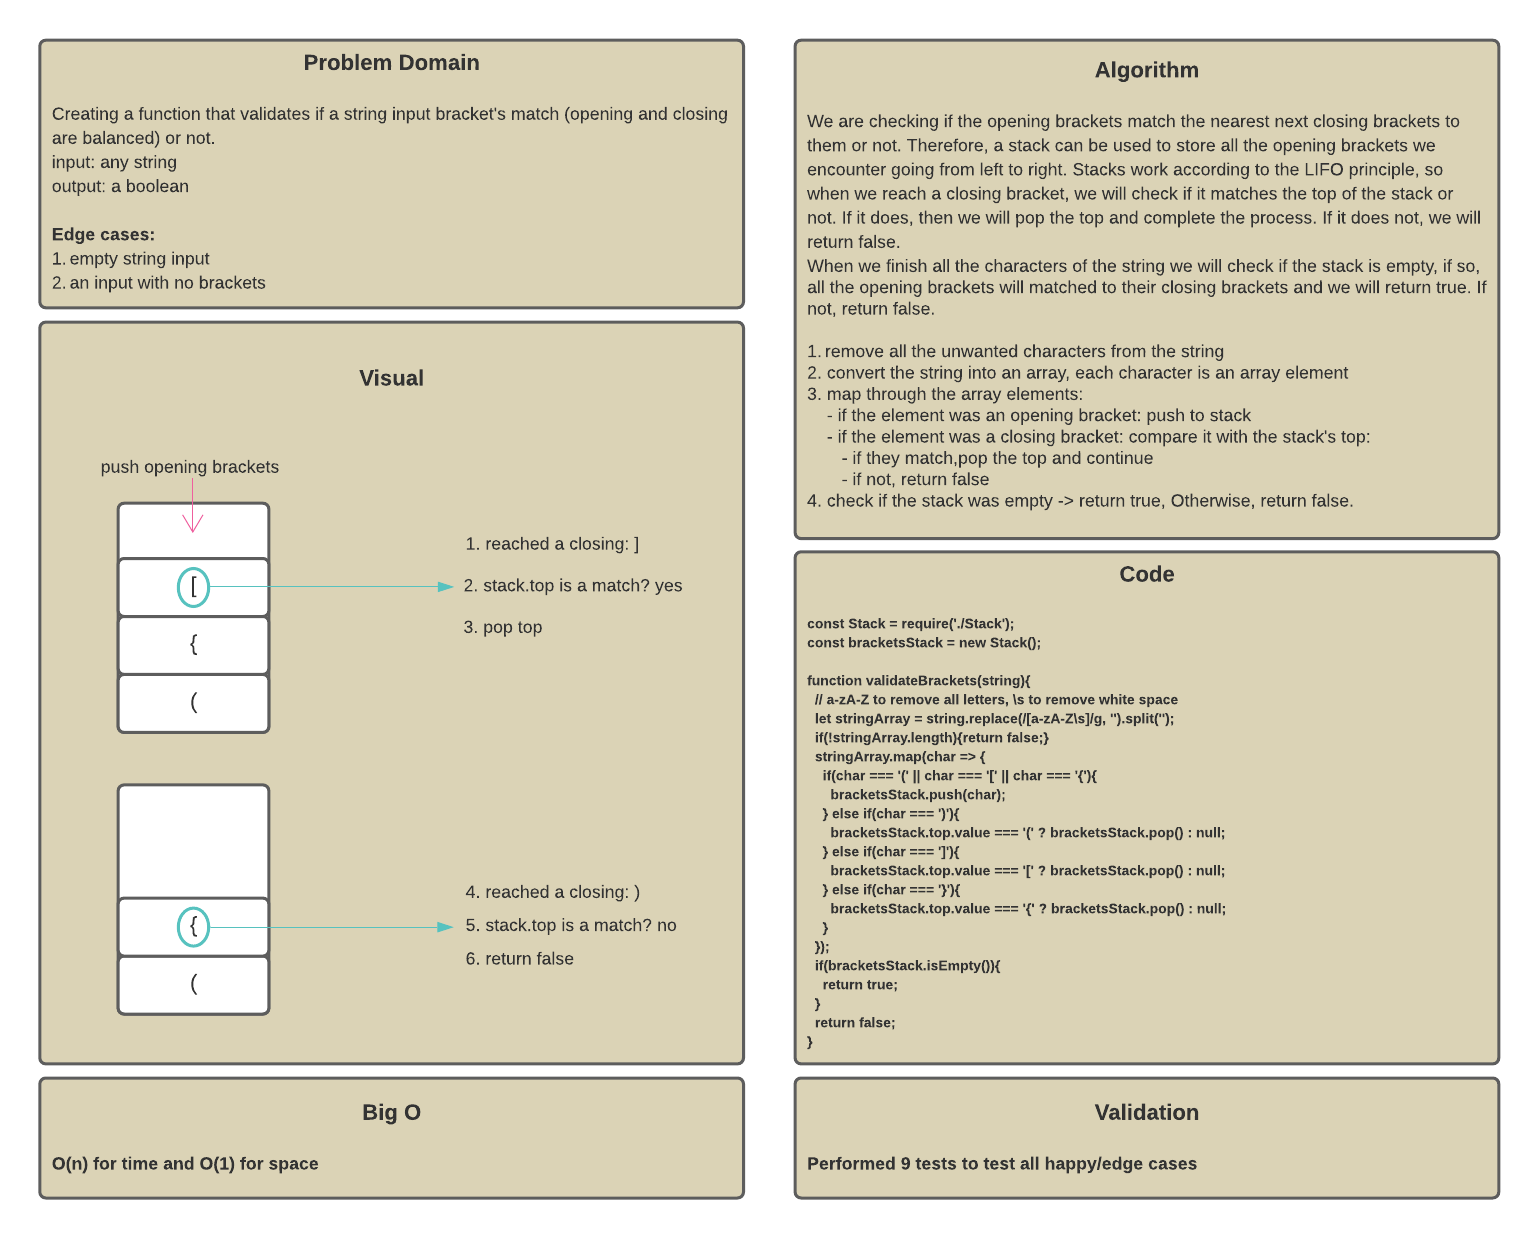 Problem Domain
Creating a function that validates if a string input bracket's match (opening and closing
are balanced) or not.
input: any string
output: a boolean
Edge cases:
1. empty string input
2. an input with no brackets
Visual
push opening brackets
[
{
(
1. reached a closing: ]
2. stack.top is a match? yes
3. pop top
{
(
4. reached a closing: )
5. stack.top is a match? no
6. return false
Big O
O(n) for time and O(1) for space
Algorithm
We are checking if the opening brackets match the nearest next closing brackets to
them or not. Therefore, a stack can be used to store all the opening brackets we
encounter going from left to right. Stacks work according to the LIFO principle, so
when we reach a closing bracket, we will check if it matches the top of the stack or
not. If it does, then we will pop the top and complete the process. If it does not, we will
return false.
When we finish all the characters of the string we will check if the stack is empty, if so,
all the opening brackets will matched to their closing brackets and we will return true. If
not, return false.
1. remove all the unwanted characters from the string
2. convert the string into an array, each character is an array element
3. map through the array elements:
- if the element was an opening bracket: push to stack
- if the element was a closing bracket: compare it with the stack's top:
- if they match,pop the top and continue
- if not, return false
4. check if the stack was empty -> return true, Otherwise, return false.
Code
const Stack = require('./Stack');
const bracketsStack = new Stack();
function validateBrackets(string){
// a-zA-Z to remove all letters, \s to remove white space
let stringArray = string.replace(/[a-zA-Z\s]/g, '').split('');
if(!stringArray.length){return false;}
stringArray.map(char => {
if(char === '(' || char === '[' || char === '{'){
bracketsStack.push(char);
} else if(char === ')'){
bracketsStack.top.value === '(' ? bracketsStack.pop() : null;
} else if(char === ']'){
bracketsStack.top.value === '[' ? bracketsStack.pop() : null;
} else if(char === '}'){
bracketsStack.top.value === '{' ? bracketsStack.pop() : null;
}
});
if(bracketsStack.isEmpty()){
return true;
}
return false;
}
Validation
Performed 9 tests to test all happy/edge cases